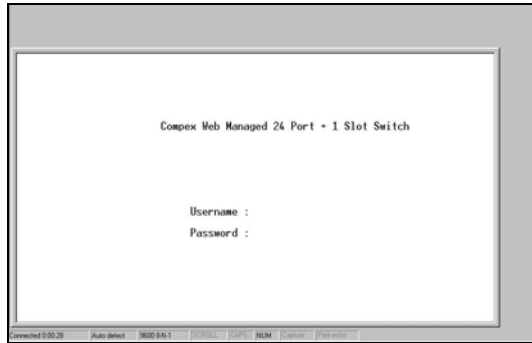 Compex Web Managed 24 Port + 1 Slot Switch
Username :
Password :
Connected 0:00:28 Auto detect 9600 8-N-1 SCROLL CAPS NUM Capture Print echo